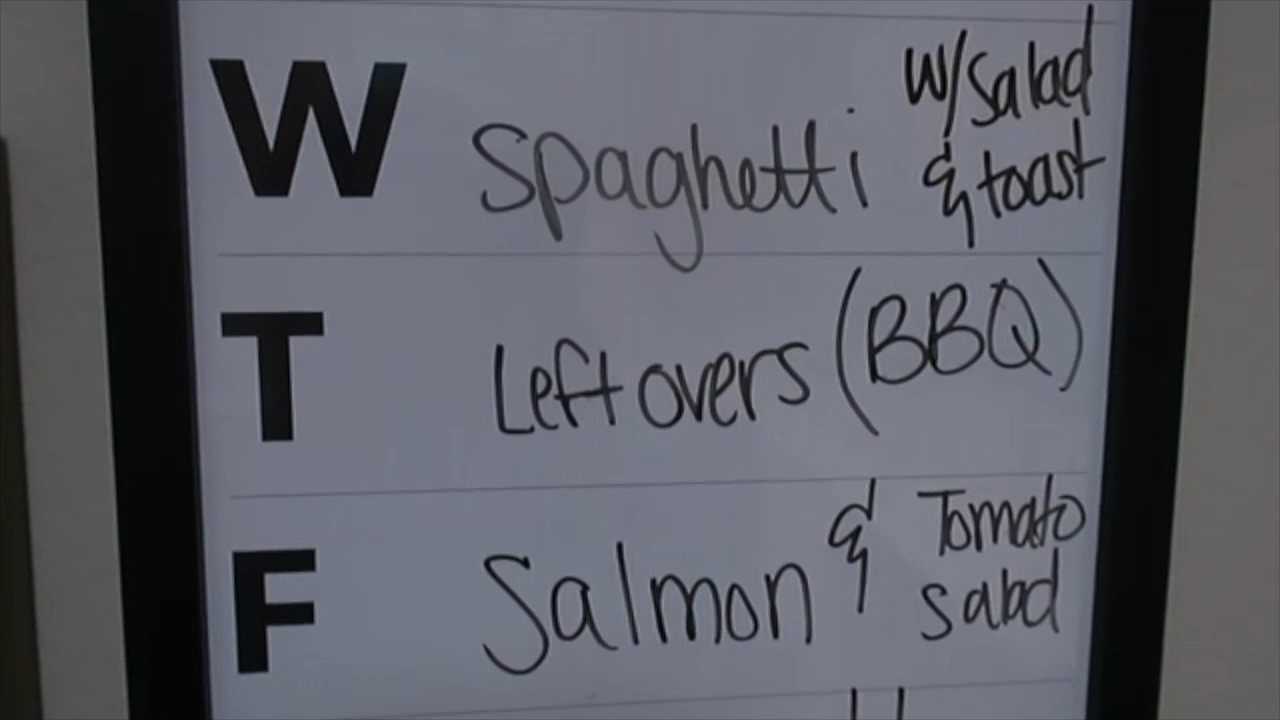 W Spaghetti w/salad
& toast
T Leftovers (BBQ)
F Salmon & Tomato
salad